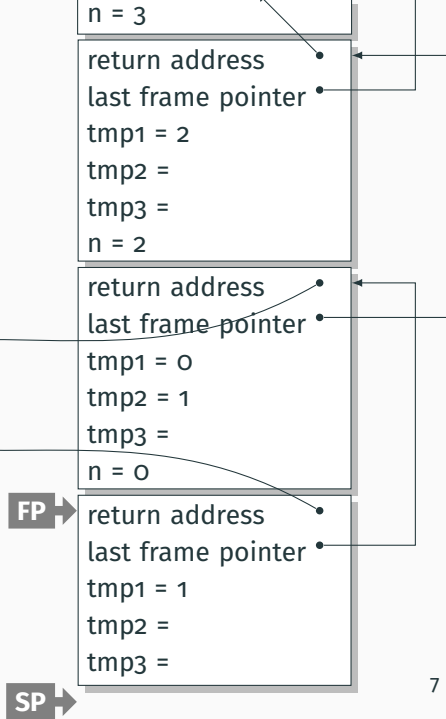 n = 3
return address
last frame pointer
tmp1 = 2
tmp2 =
tmp3 =
n = 2
return address
last frame pointer
tmp1 = 0
tmp2 = 1
tmp3 =
n = 0
FP
return address
last frame pointer
tmp1 = 1
tmp2 =
tmp3 =
7
SP